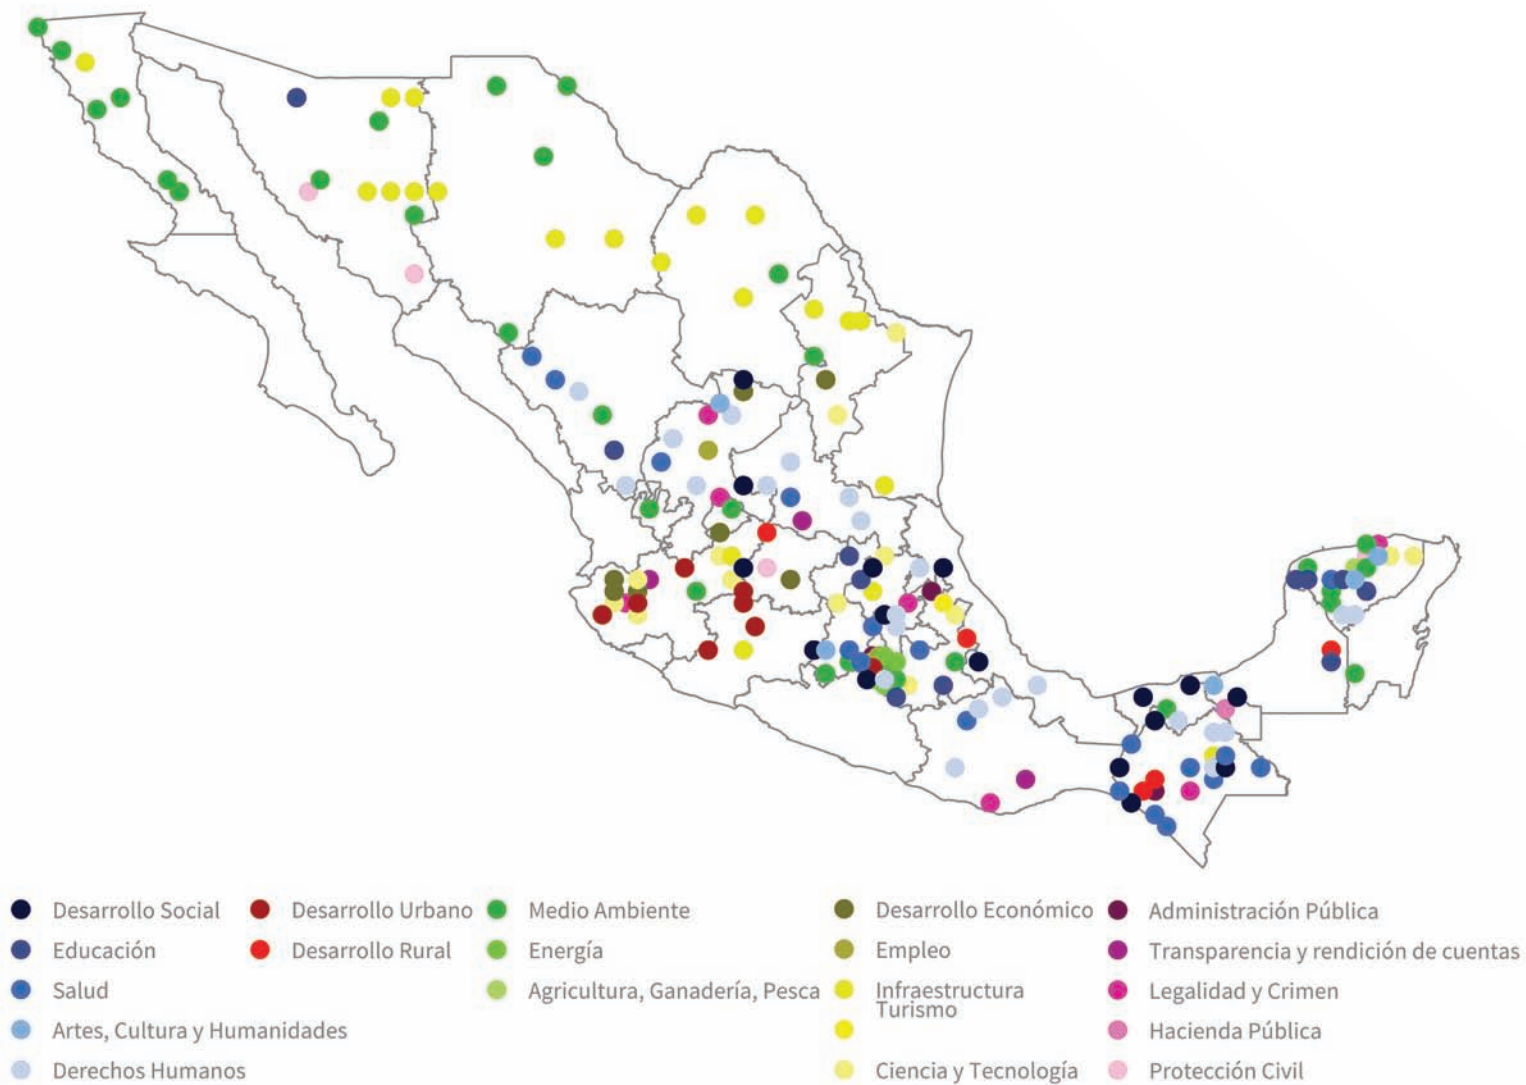 Desarrollo Social
Educación
Salud
Artes, Cultura y Humanidades
Derechos Humanos
Desarrollo Urbano
Desarrollo Rural
Medio Ambiente
Energía
Agricultura, Ganadería, Pesca
Desarrollo Económico
Empleo
Infraestructura
Turismo
Ciencia y Tecnología
Administración Pública
Transparencia y rendición de cuentas
Legalidad y Crimen
Hacienda Pública
Protección Civil